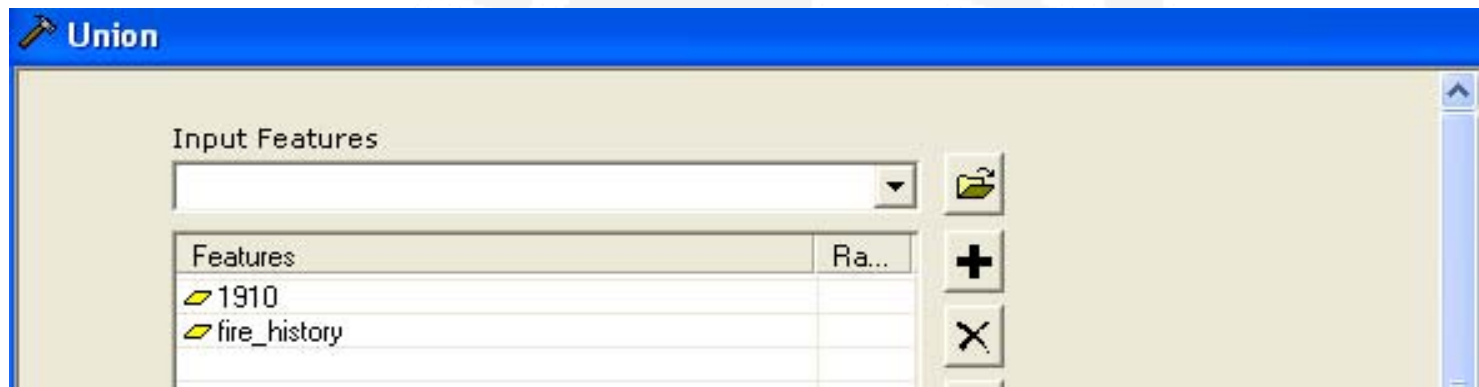 Union
Input Features
Features Ra...
1910
fire_history